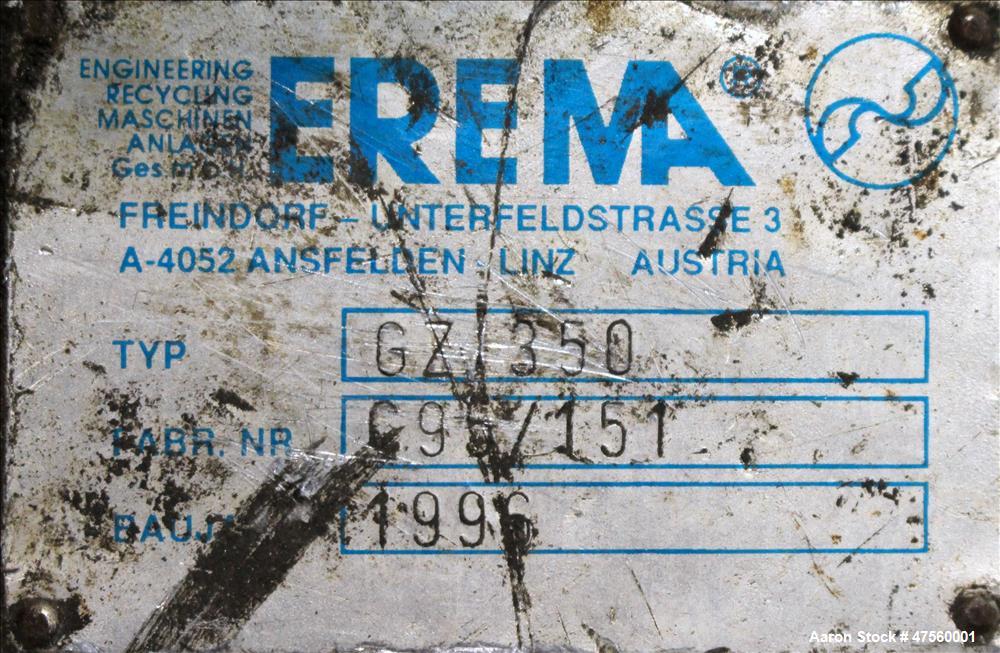 ENGINEERING
RECYCLING
MASCHINEN
ANLAGEN
Ges.m.b.H.
EREMA®
FREINDORF – UNTERFELDSTRASSE 3
A-4052 ANSFELDEN - LINZ AUSTRIA
TYP GZ/350
FABR. NR. /151
BAUJ. 1996
Aaron Stock # 47560001